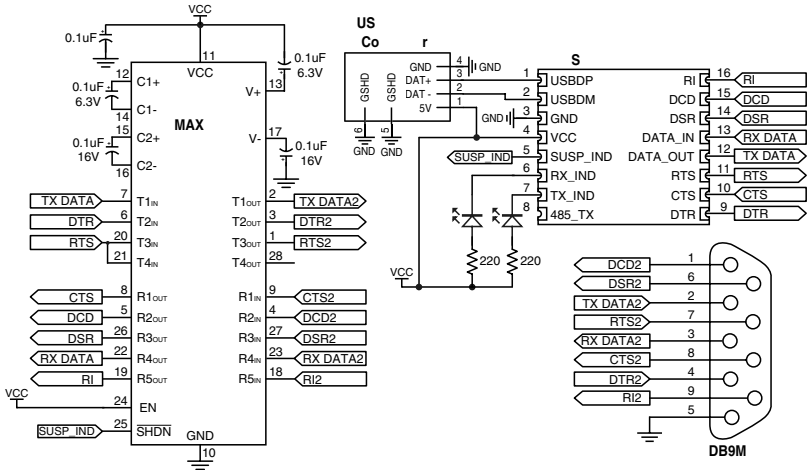 VCC
0.1uF
11
VCC
0.1uF
6.3V
13
V+
12
C1+
0.1uF
6.3V
C1-
14
15
C2+
0.1uF
16V
C2-
16
MAX
17
V-
0.1uF
16V
TX DATA 7 T1IN
T1OUT 2 TX DATA2
DTR 6 T2IN
T2OUT 3 DTR2
RTS 20 T3IN
T3OUT 1 RTS2
21 T4IN
T4OUT 28
CTS 8 R1OUT
R1IN 9 CTS2
DCD 5 R2OUT
R2IN 4 DCD2
DSR 26 R3OUT
R3IN 27 DSR2
RX DATA 22 R4OUT
R4IN 23 RX DATA2
RI 19 R5OUT
R5IN 18 RI2
VCC
24 EN
SUSP_IND 25 SHDN
GND
10
US
Co r
GND 4 GND
DAT+ 3
DAT - 2
5V 1
GSHD
GSHD
6
5
GND
GND
S
1 USBDP
2 USBDM
GND 3 GND
4 VCC
SUSP_IND 5 SUSP_IND
6 RX_IND
7 TX_IND
8 485_TX
RI 16 RI
DCD 15 DCD
DSR 14 DSR
DATA_IN 13 RX DATA
DATA_OUT 12 TX DATA
RTS 11 RTS
CTS 10 CTS
DTR 9 DTR
220
220
VCC
DCD2 1
DSR2 6
TX DATA2 2
RTS2 7
RX DATA2 3
CTS2 8
DTR2 4
RI2 9
5
DB9M